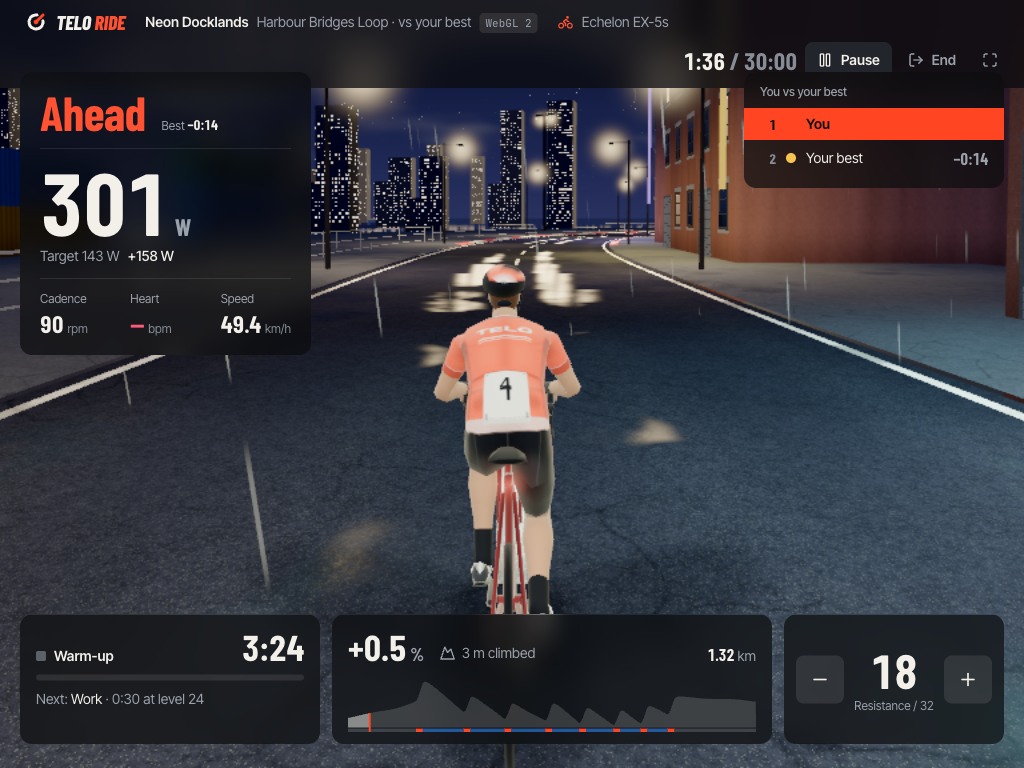 TELO RIDE Neon Docklands Harbour Bridges Loop · vs your best WebGL 2 Echelon EX-5s
1:36 / 30:00 Pause End
Ahead Best −0:14
301 W
Target 143 W +158 W
Cadence Heart Speed
90 rpm — bpm 49.4 km/h
You vs your best
1 You
2 Your best −0:14
TELO
4
Warm-up 3:24
Next: Work · 0:30 at level 24
+0.5 % 3 m climbed 1.32 km
− 18 +
Resistance / 32